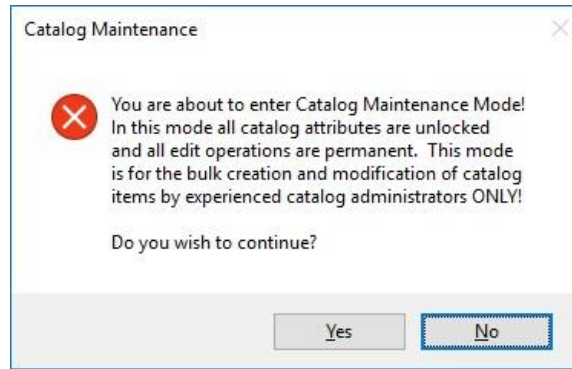 Catalog Maintenance
You are about to enter Catalog Maintenance Mode!
In this mode all catalog attributes are unlocked
and all edit operations are permanent.  This mode
is for the bulk creation and modification of catalog
items by experienced catalog administrators ONLY!
Do you wish to continue?
Yes
No